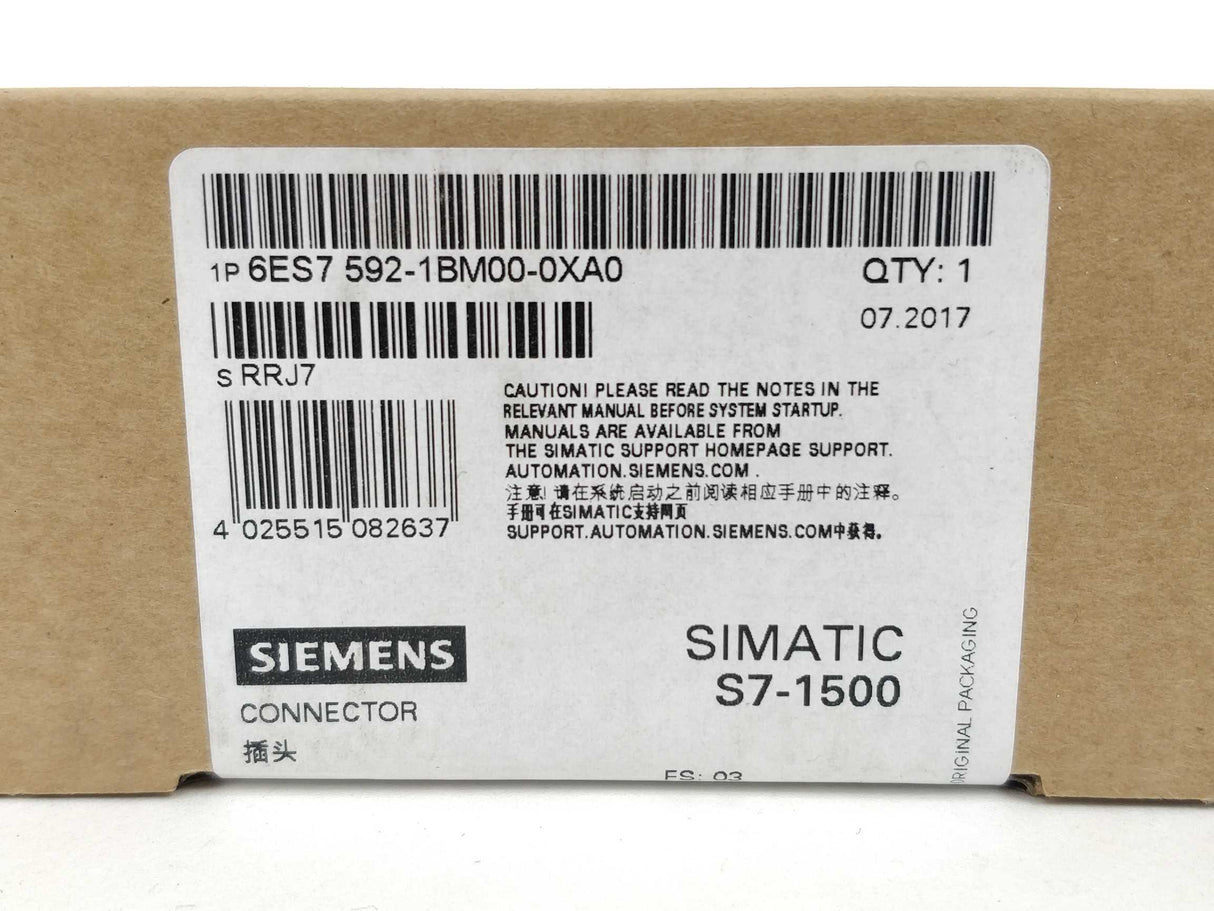 1P 6ES7 592-1BM00-0XA0
QTY: 1
07.2017
S RRJ7
4 025515 082637
CAUTION! PLEASE READ THE NOTES IN THE
RELEVANT MANUAL BEFORE SYSTEM STARTUP.
MANUALS ARE AVAILABLE FROM
THE SIMATIC SUPPORT HOMEPAGE SUPPORT.
AUTOMATION.SIEMENS.COM .
注意! 请在系统启动之前阅读相应手册中的注释。
手册可在SIMATIC支持网页
SUPPORT.AUTOMATION.SIEMENS.COM中获得。
SIEMENS
CONNECTOR
插头
SIMATIC
S7-1500
ORIGINAL PACKAGING
FS: 03